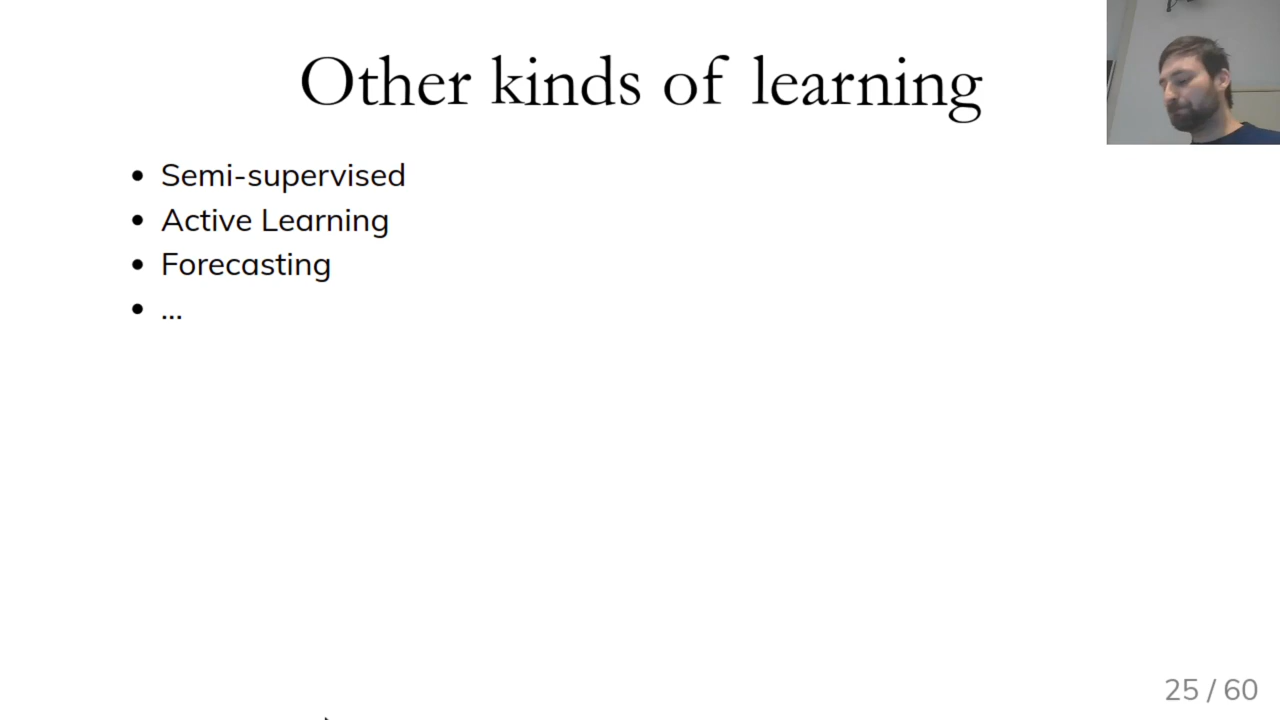 Other kinds of learning
• Semi-supervised
• Active Learning
• Forecasting
• ...
25 / 60